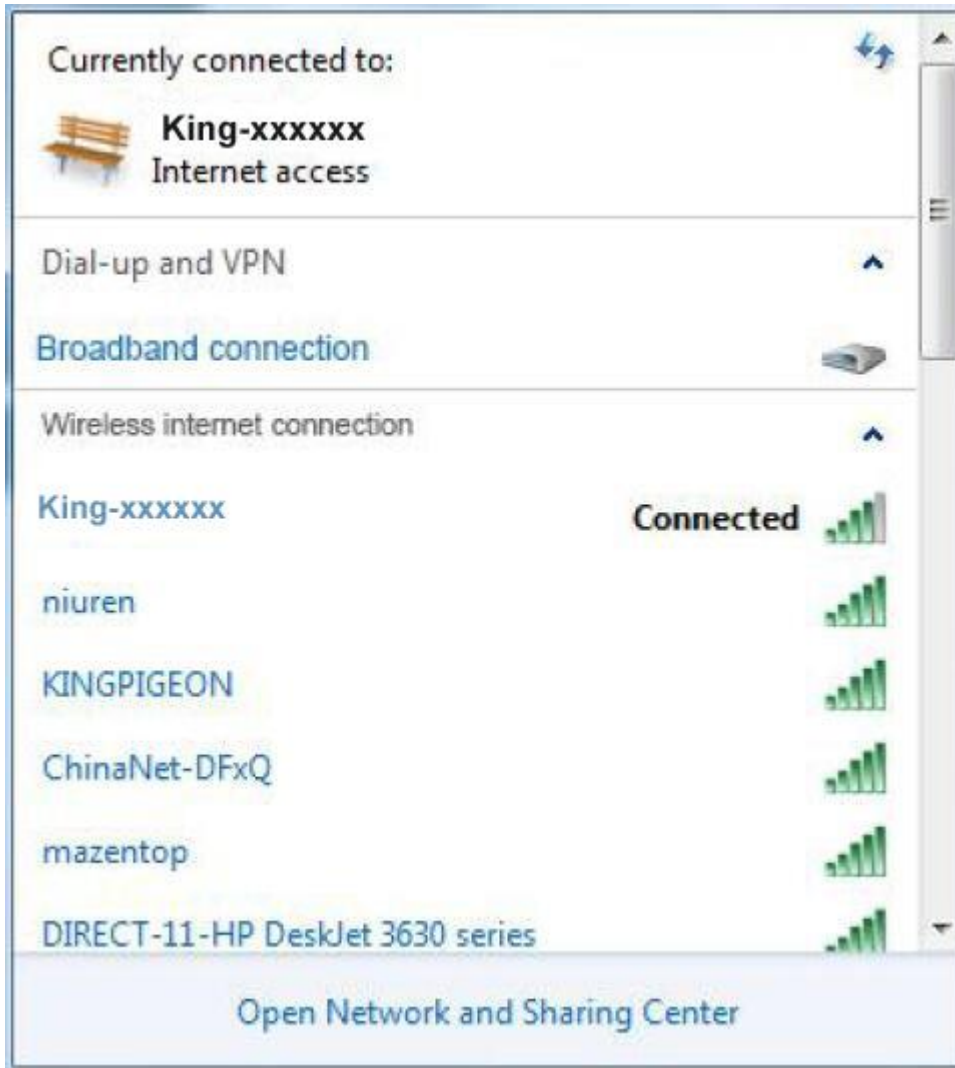 Currently connected to:
King-xxxxxx
Internet access
Dial-up and VPN
Broadband connection
Wireless internet connection
King-xxxxxx Connected
niuren
KINGPIGEON
ChinaNet-DFxQ
mazentop
DIRECT-11-HP DeskJet 3630 series
Open Network and Sharing Center